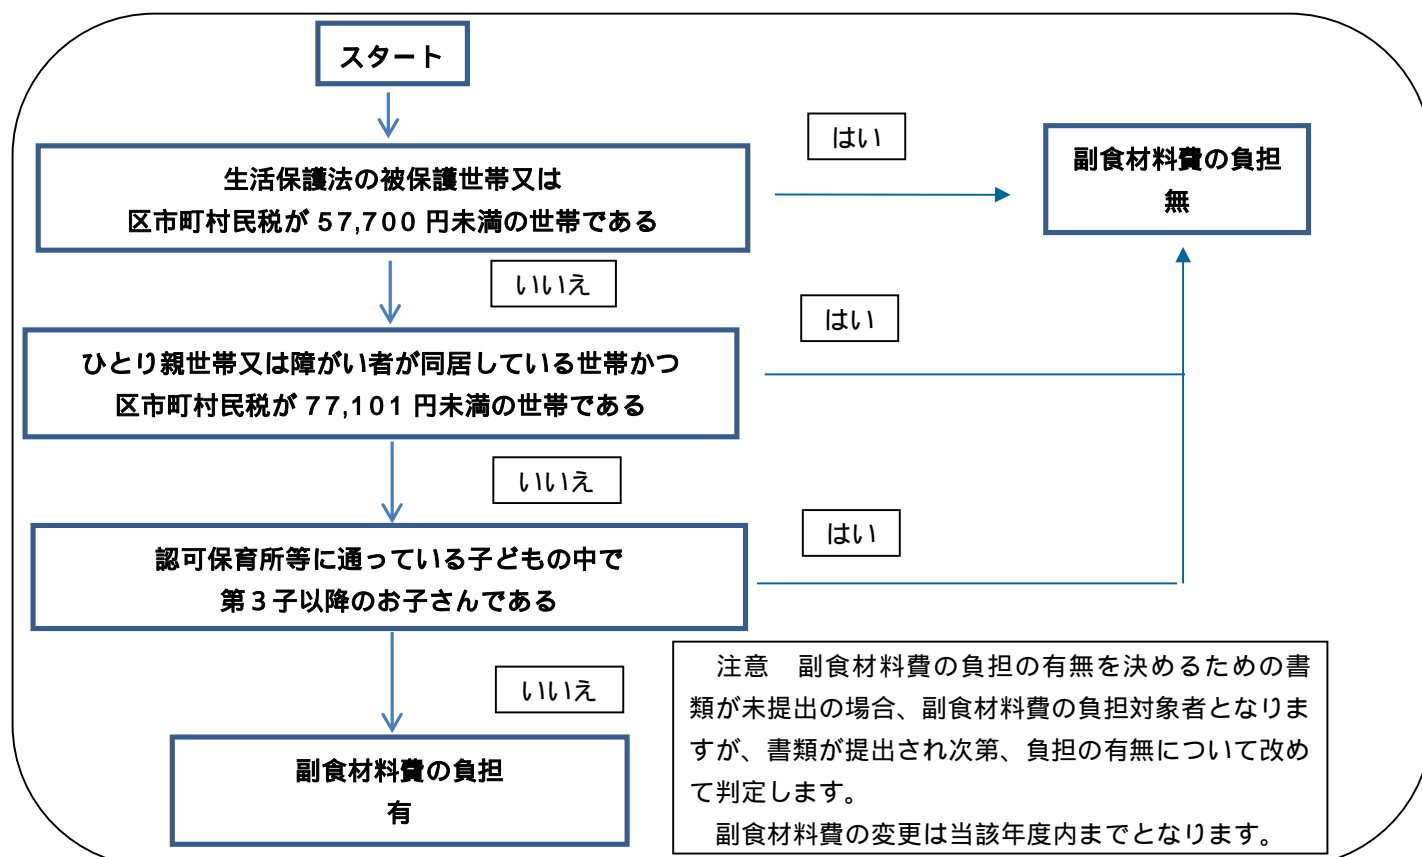 スタート
生活保護法の被保護世帯又は
区市町村民税が 57,700 円未満の世帯である
はい
副食材料費の負担
無
いいえ
ひとり親世帯又は障がい者が同居している世帯かつ
区市町村民税が 77,101 円未満の世帯である
はい
いいえ
認可保育所等に通っている子どもの中で
第3子以降のお子さんである
はい
いいえ
副食材料費の負担
有
注意　副食材料費の負担の有無を決めるための書
類が未提出の場合、副食材料費の負担対象者となりま
すが、書類が提出され次第、負担の有無について改め
て判定します。
副食材料費の変更は当該年度内までとなります。